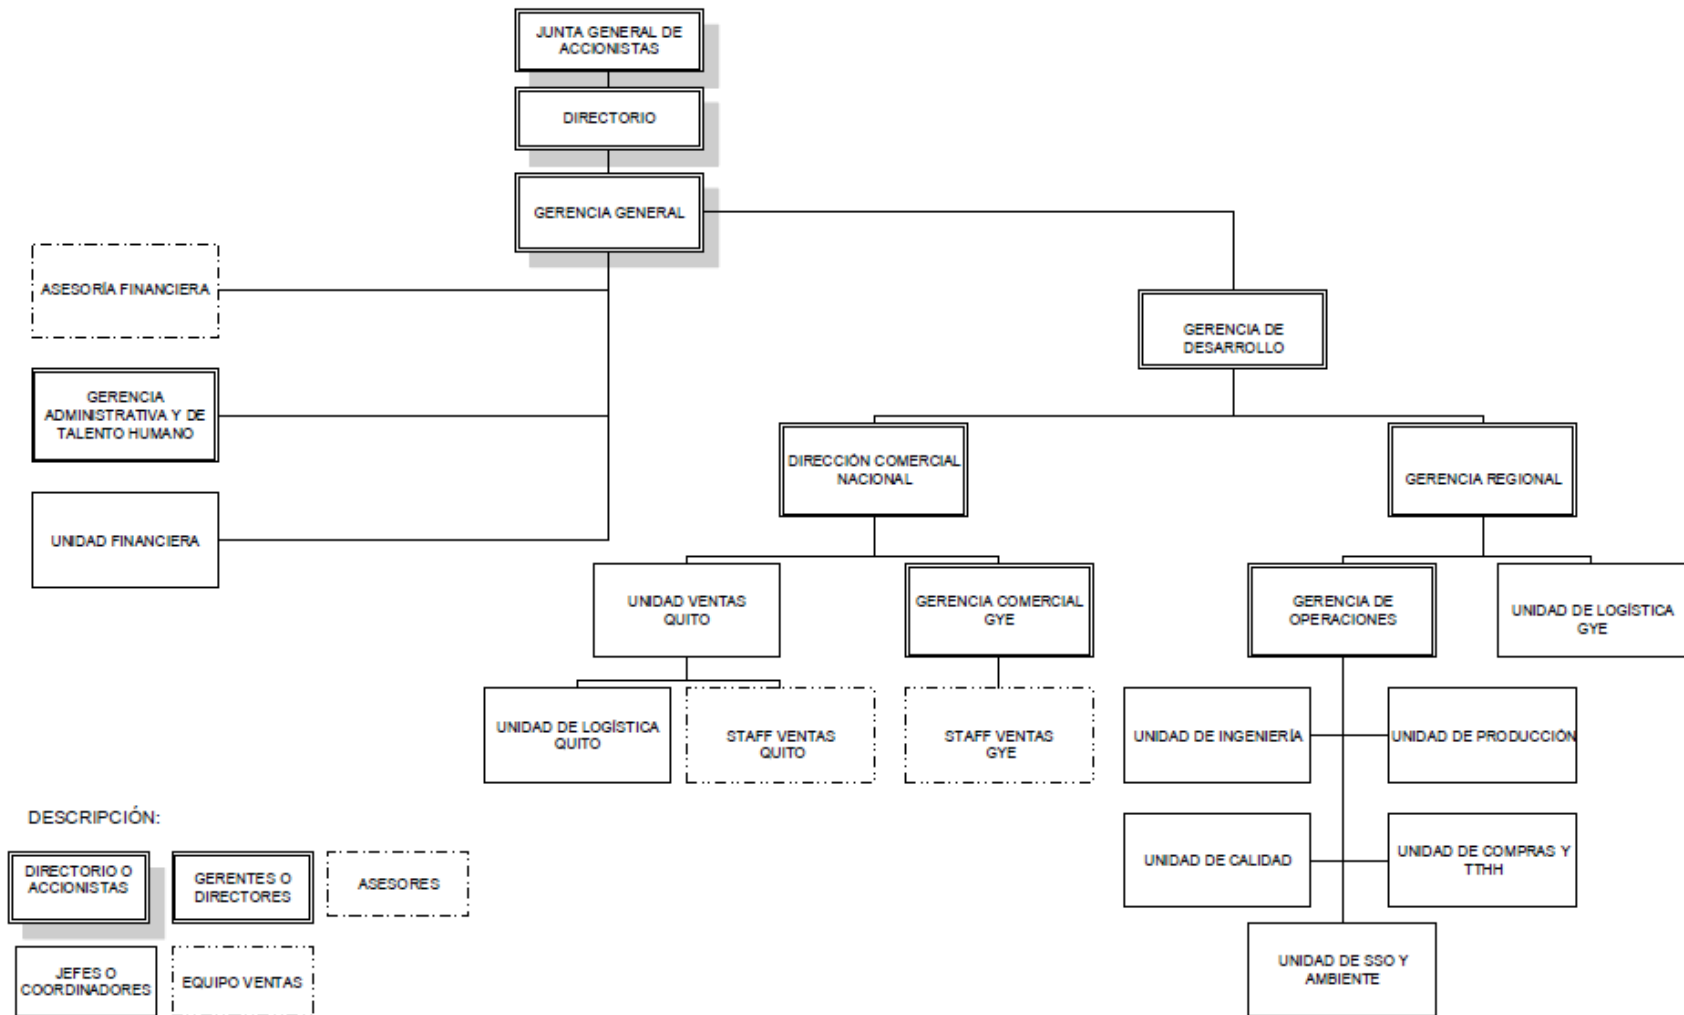 JUNTA GENERAL DE
ACCIONISTAS
DIRECTORIO
GERENCIA GENERAL
ASESORÍA FINANCIERA
GERENCIA DE
DESARROLLO
GERENCIA
ADMINISTRATIVA Y DE
TALENTO HUMANO
DIRECCIÓN COMERCIAL
NACIONAL
GERENCIA REGIONAL
UNIDAD FINANCIERA
UNIDAD VENTAS
QUITO
GERENCIA COMERCIAL
GYE
GERENCIA DE
OPERACIONES
UNIDAD DE LOGÍSTICA
GYE
UNIDAD DE LOGÍSTICA
QUITO
STAFF VENTAS
QUITO
STAFF VENTAS
GYE
UNIDAD DE INGENIERÍA
UNIDAD DE PRODUCCIÓN
UNIDAD DE CALIDAD
UNIDAD DE COMPRAS Y
TTHH
UNIDAD DE SSO Y
AMBIENTE
DESCRIPCIÓN:
DIRECTORIO O
ACCIONISTAS
GERENTES O
DIRECTORES
ASESORES
JEFES O
COORDINADORES
EQUIPO VENTAS